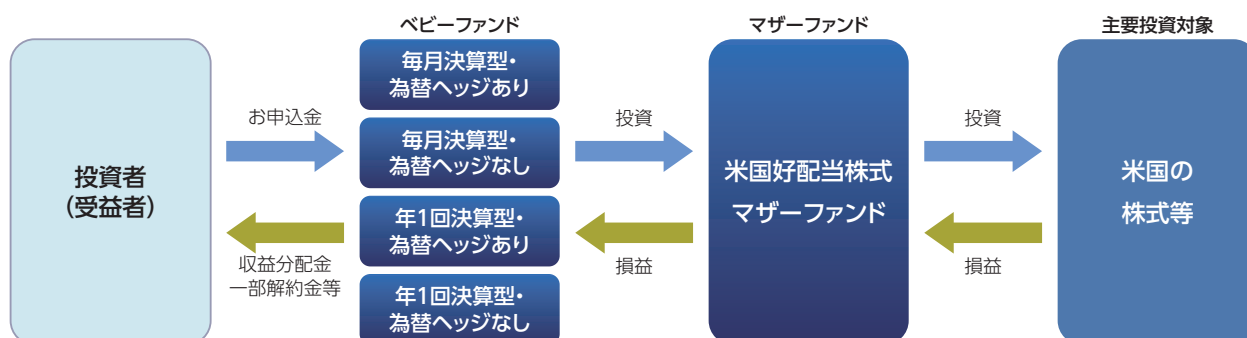 ベビーファンド
マザーファンド
主要投資対象
投資者
（受益者）
お申込金
収益分配金
一部解約金等
毎月決算型・
為替ヘッジあり
毎月決算型・
為替ヘッジなし
年1回決算型・
為替ヘッジあり
年1回決算型・
為替ヘッジなし
投資
損益
米国好配当株式
マザーファンド
投資
損益
米国の
株式等